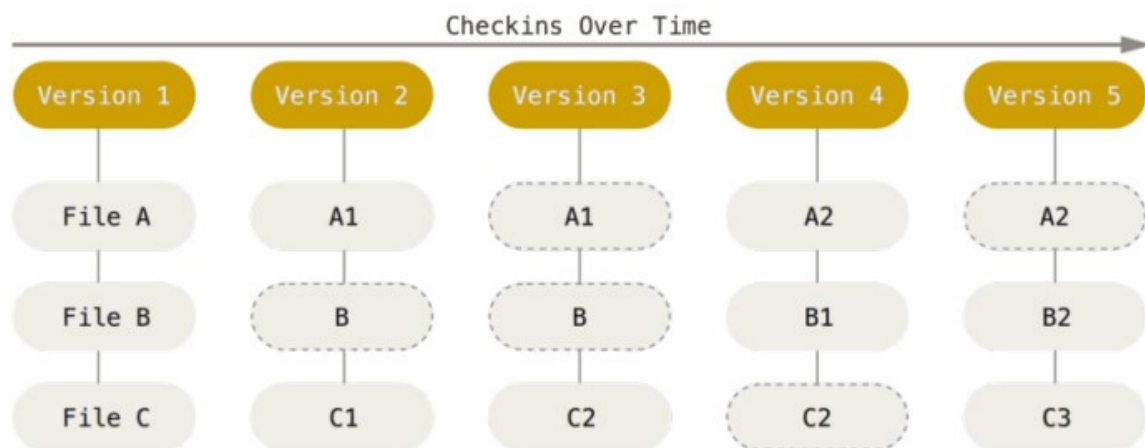 Checkins Over Time
Version 1 Version 2 Version 3 Version 4 Version 5
File A A1 A1 A2 A2
File B B B B1 B2
File C C1 C2 C2 C3